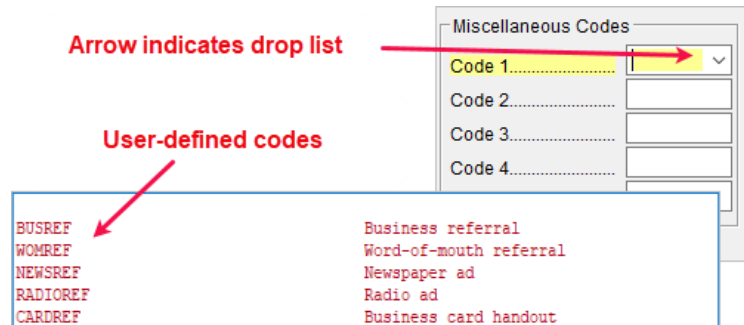 Miscellaneous Codes
Arrow indicates drop list
Code 1........................
Code 2.......................
Code 3.......................
User-defined codes
Code 4.......................
BUSREF Business referral
WOMREF Word-of-mouth referral
NEWSREF Newspaper ad
RADIOREF Radio ad
CARDREF Business card handout